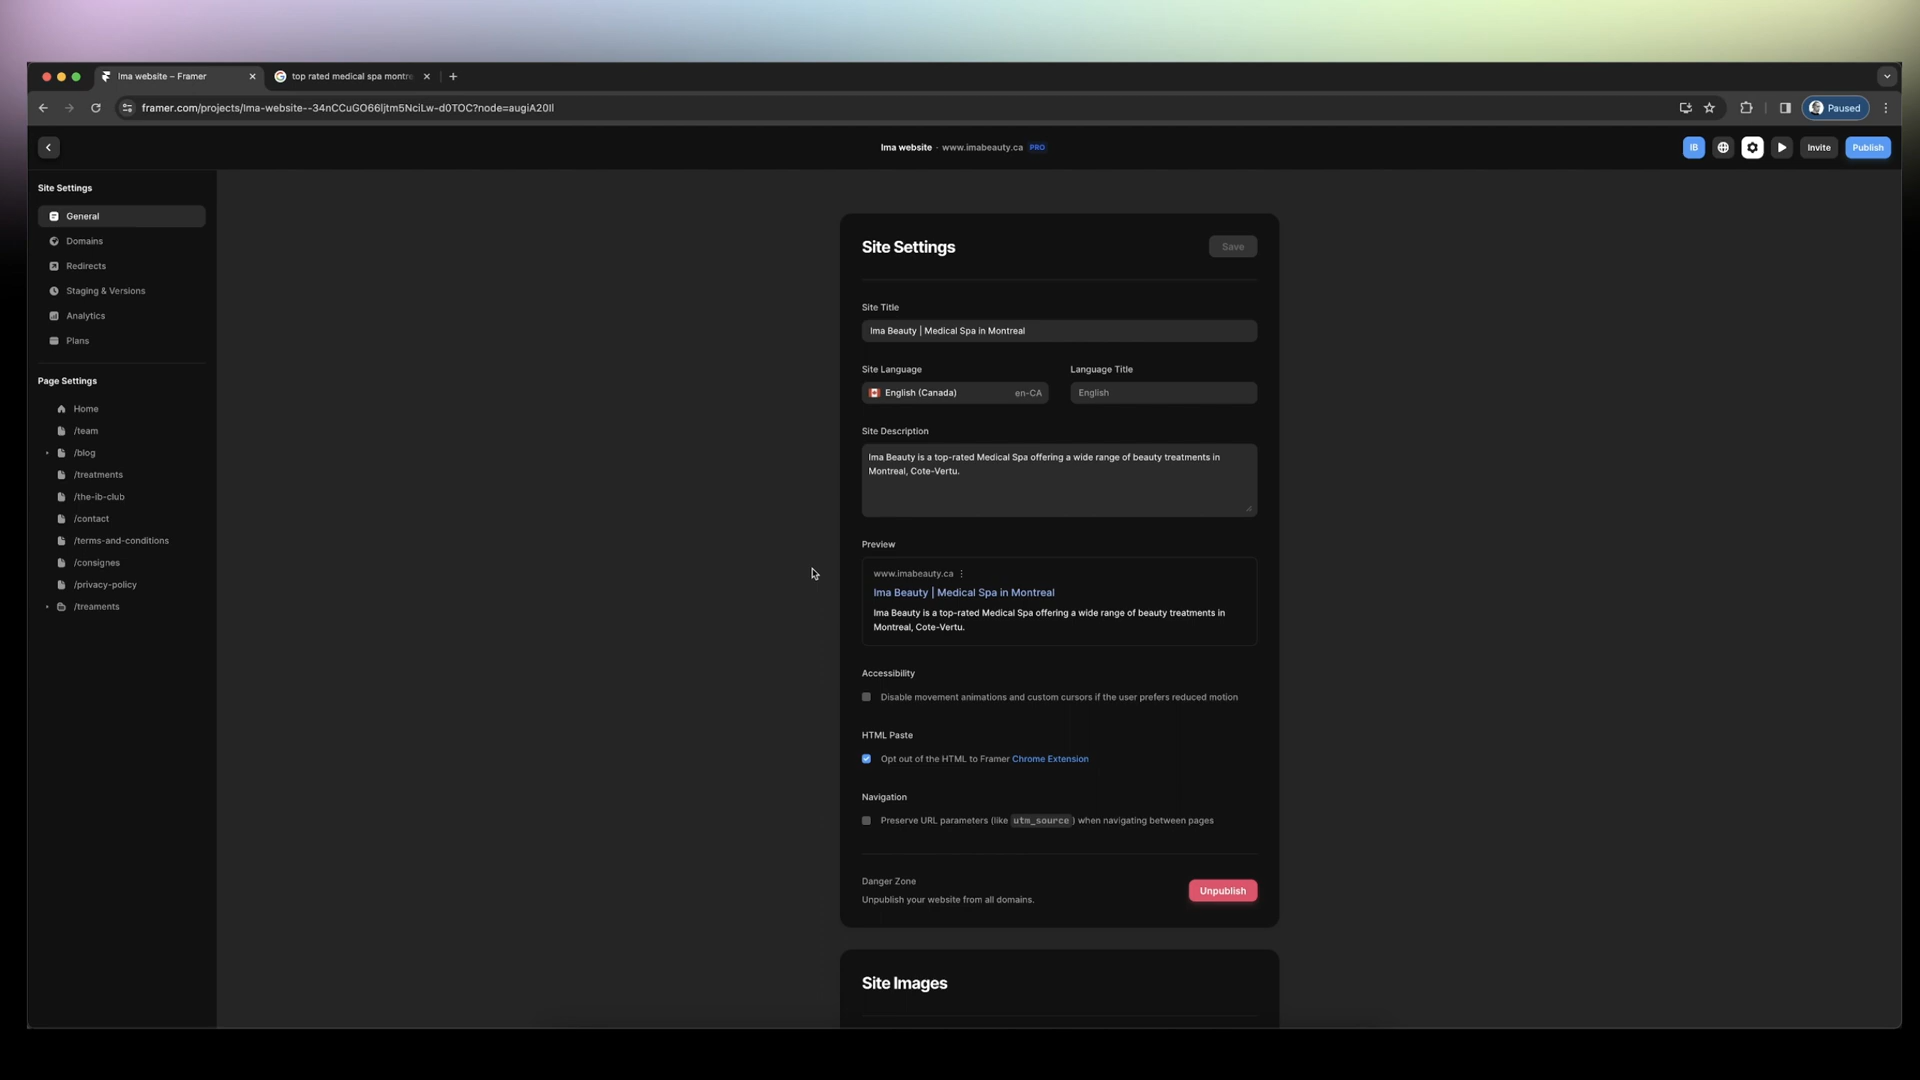 Ima website – Framer
top rated medical spa montre
framer.com/projects/Ima-website--34nCCuGO66ljtm5NciLw-d0TOC?node=augiA20Il
Paused
Ima website · www.imabeauty.ca PRO
IB
Invite
Publish
Site Settings
General
Domains
Redirects
Staging & Versions
Analytics
Plans
Page Settings
Home
/team
/blog
/treatments
/the-ib-club
/contact
/terms-and-conditions
/consignes
/privacy-policy
/treaments
Site Settings
Save
Site Title
Ima Beauty | Medical Spa in Montreal
Site Language
Language Title
English (Canada) en-CA
English
Site Description
Ima Beauty is a top-rated Medical Spa offering a wide range of beauty treatments in
Montreal, Cote-Vertu.
Preview
www.imabeauty.ca
Ima Beauty | Medical Spa in Montreal
Ima Beauty is a top-rated Medical Spa offering a wide range of beauty treatments in
Montreal, Cote-Vertu.
Accessibility
Disable movement animations and custom cursors if the user prefers reduced motion
HTML Paste
Opt out of the HTML to Framer Chrome Extension
Navigation
Preserve URL parameters (like utm_source) when navigating between pages
Danger Zone
Unpublish your website from all domains.
Unpublish
Site Images